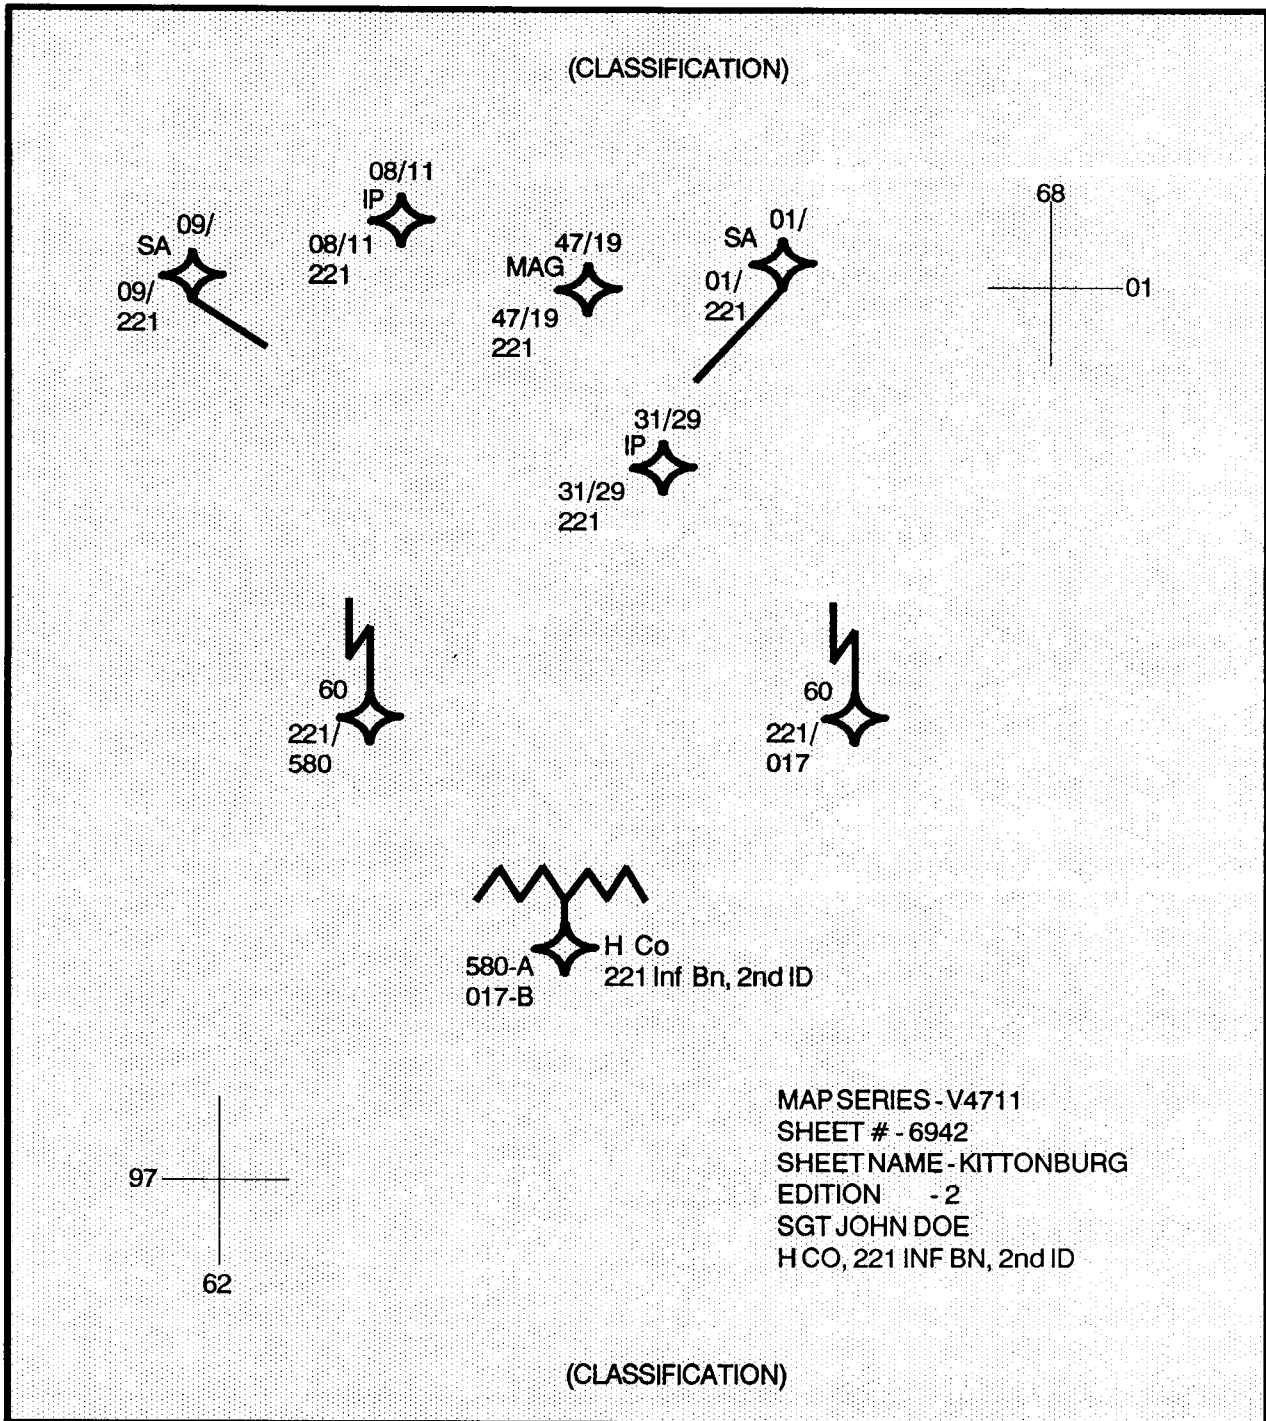 (CLASSIFICATION)
08/11
IP
08/11
221
09/
SA
09/
221
47/19
MAG
47/19
221
01/
SA
01/
221
68
01
31/29
IP
31/29
221
60
221/
580
60
221/
017
580-A
017-B
H Co
221 Inf Bn, 2nd ID
97
62
MAP SERIES - V4711
SHEET # - 6942
SHEET NAME - KITTONBURG
EDITION - 2
SGT JOHN DOE
H CO, 221 INF BN, 2nd ID
(CLASSIFICATION)